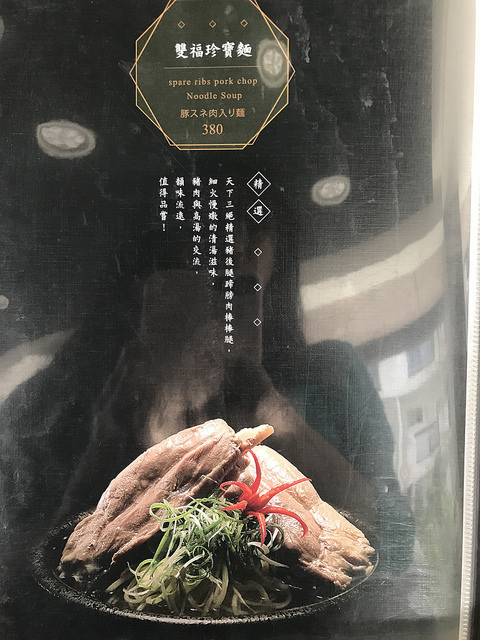 雙福珍寶麵
spare ribs pork chop
Noodle Soup
豚スネ肉入り麺
380
精選
天下三絕精選豬後腿蹄膀肉棒棒腿，
細火慢燉的清湯滋味，
豬肉與高湯的交流，
韻味流逸，
值得品嘗！